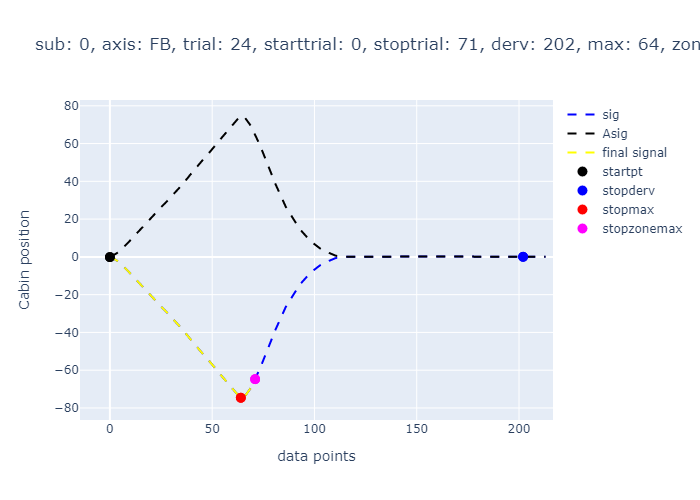 sub: 0, axis: FB, trial: 24, starttrial: 0, stoptrial: 71, derv: 202, max: 64, zon
80
60
40
20
0
−20
−40
−60
−80
Cabin position
0
50
100
150
200
data points
sig
Asig
final signal
startpt
stopderv
stopmax
stopzonemax